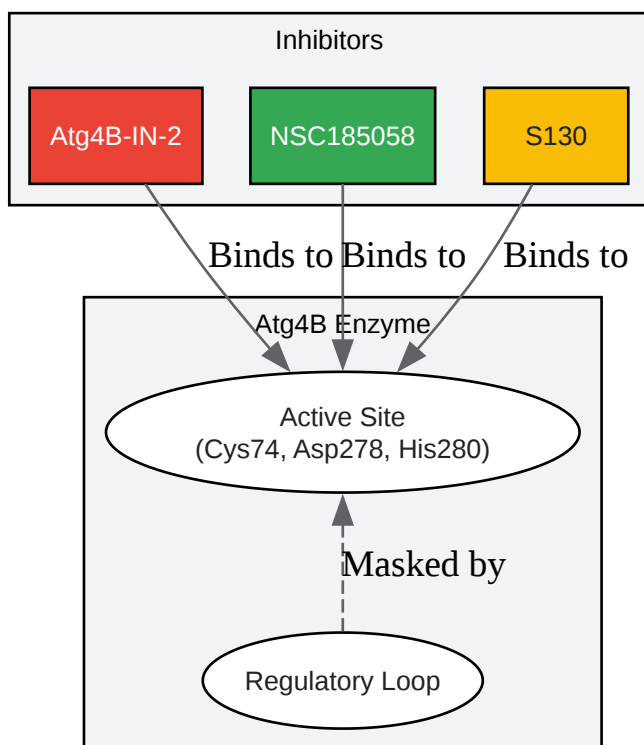 Inhibitors
Atg4B-IN-2
NSC185058
S130
Binds to
Binds to
Binds to
Atg4B Enzyme
Active Site
(Cys74, Asp278, His280)
Masked by
Regulatory Loop